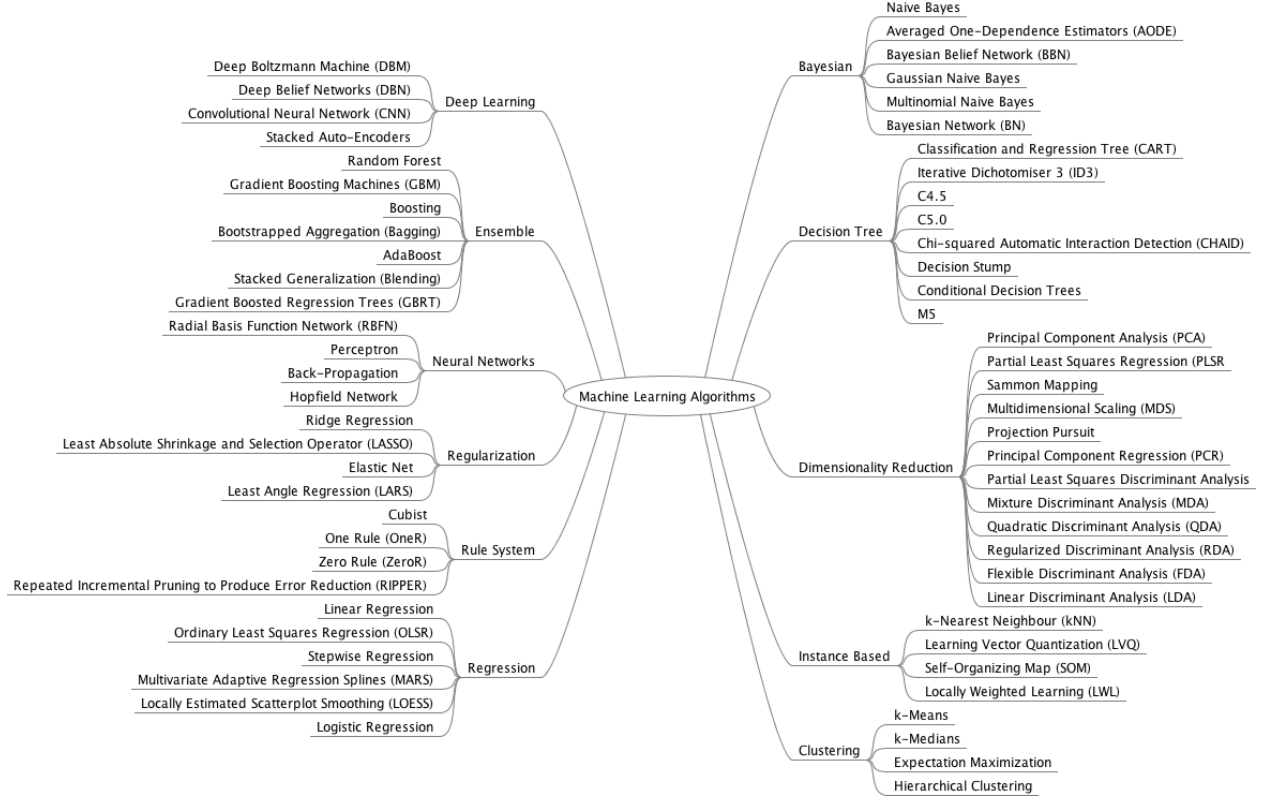 Machine Learning Algorithms
Deep Learning
Deep Boltzmann Machine (DBM)
Deep Belief Networks (DBN)
Convolutional Neural Network (CNN)
Stacked Auto-Encoders
Ensemble
Random Forest
Gradient Boosting Machines (GBM)
Boosting
Bootstrapped Aggregation (Bagging)
AdaBoost
Stacked Generalization (Blending)
Gradient Boosted Regression Trees (GBRT)
Neural Networks
Radial Basis Function Network (RBFN)
Perceptron
Back-Propagation
Hopfield Network
Regularization
Ridge Regression
Least Absolute Shrinkage and Selection Operator (LASSO)
Elastic Net
Least Angle Regression (LARS)
Rule System
Cubist
One Rule (OneR)
Zero Rule (ZeroR)
Repeated Incremental Pruning to Produce Error Reduction (RIPPER)
Regression
Linear Regression
Ordinary Least Squares Regression (OLSR)
Stepwise Regression
Multivariate Adaptive Regression Splines (MARS)
Locally Estimated Scatterplot Smoothing (LOESS)
Logistic Regression
Bayesian
Naive Bayes
Averaged One-Dependence Estimators (AODE)
Bayesian Belief Network (BBN)
Gaussian Naive Bayes
Multinomial Naive Bayes
Bayesian Network (BN)
Decision Tree
Classification and Regression Tree (CART)
Iterative Dichotomiser 3 (ID3)
C4.5
C5.0
Chi-squared Automatic Interaction Detection (CHAID)
Decision Stump
Conditional Decision Trees
M5
Dimensionality Reduction
Principal Component Analysis (PCA)
Partial Least Squares Regression (PLSR
Sammon Mapping
Multidimensional Scaling (MDS)
Projection Pursuit
Principal Component Regression (PCR)
Partial Least Squares Discriminant Analysis
Mixture Discriminant Analysis (MDA)
Quadratic Discriminant Analysis (QDA)
Regularized Discriminant Analysis (RDA)
Flexible Discriminant Analysis (FDA)
Linear Discriminant Analysis (LDA)
Instance Based
k-Nearest Neighbour (kNN)
Learning Vector Quantization (LVQ)
Self-Organizing Map (SOM)
Locally Weighted Learning (LWL)
Clustering
k-Means
k-Medians
Expectation Maximization
Hierarchical Clustering